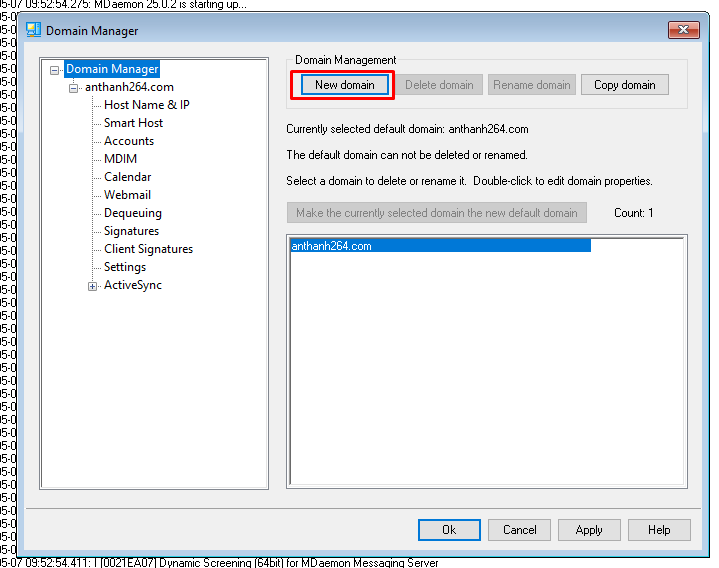 05-07 09:52:54.275: MDaemon 25.0.2 is starting up...
Domain Manager
Domain Manager
anthanh264.com
Host Name & IP
Smart Host
Accounts
MDIM
Calendar
Webmail
Dequeuing
Signatures
Client Signatures
Settings
ActiveSync
Domain Management
New domain
Delete domain
Rename domain
Copy domain
Currently selected default domain: anthanh264.com
The default domain can not be deleted or renamed.
Select a domain to delete or rename it. Double-click to edit domain properties.
Make the currently selected domain the new default domain
Count: 1
anthanh264.com
Ok
Cancel
Apply
Help
05-07 09:52:54.411: | [0021EA07] Dynamic Screening (64bit) for MDaemon Messaging Server